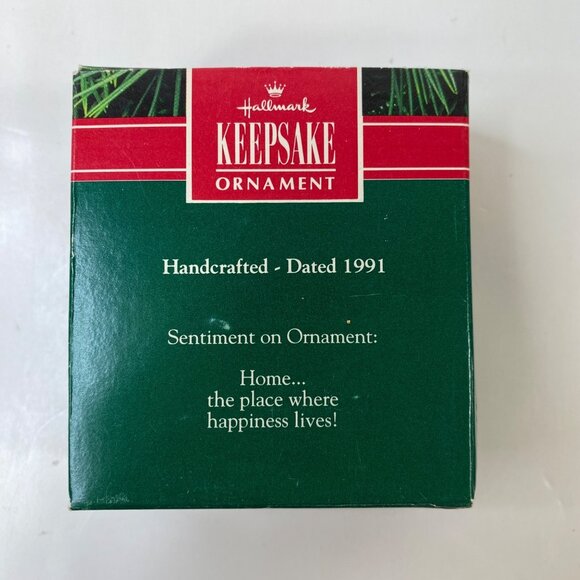 Hallmark
KEEPSAKE
ORNAMENT
Handcrafted - Dated 1991
Sentiment on Ornament:
Home...
the place where
happiness lives!